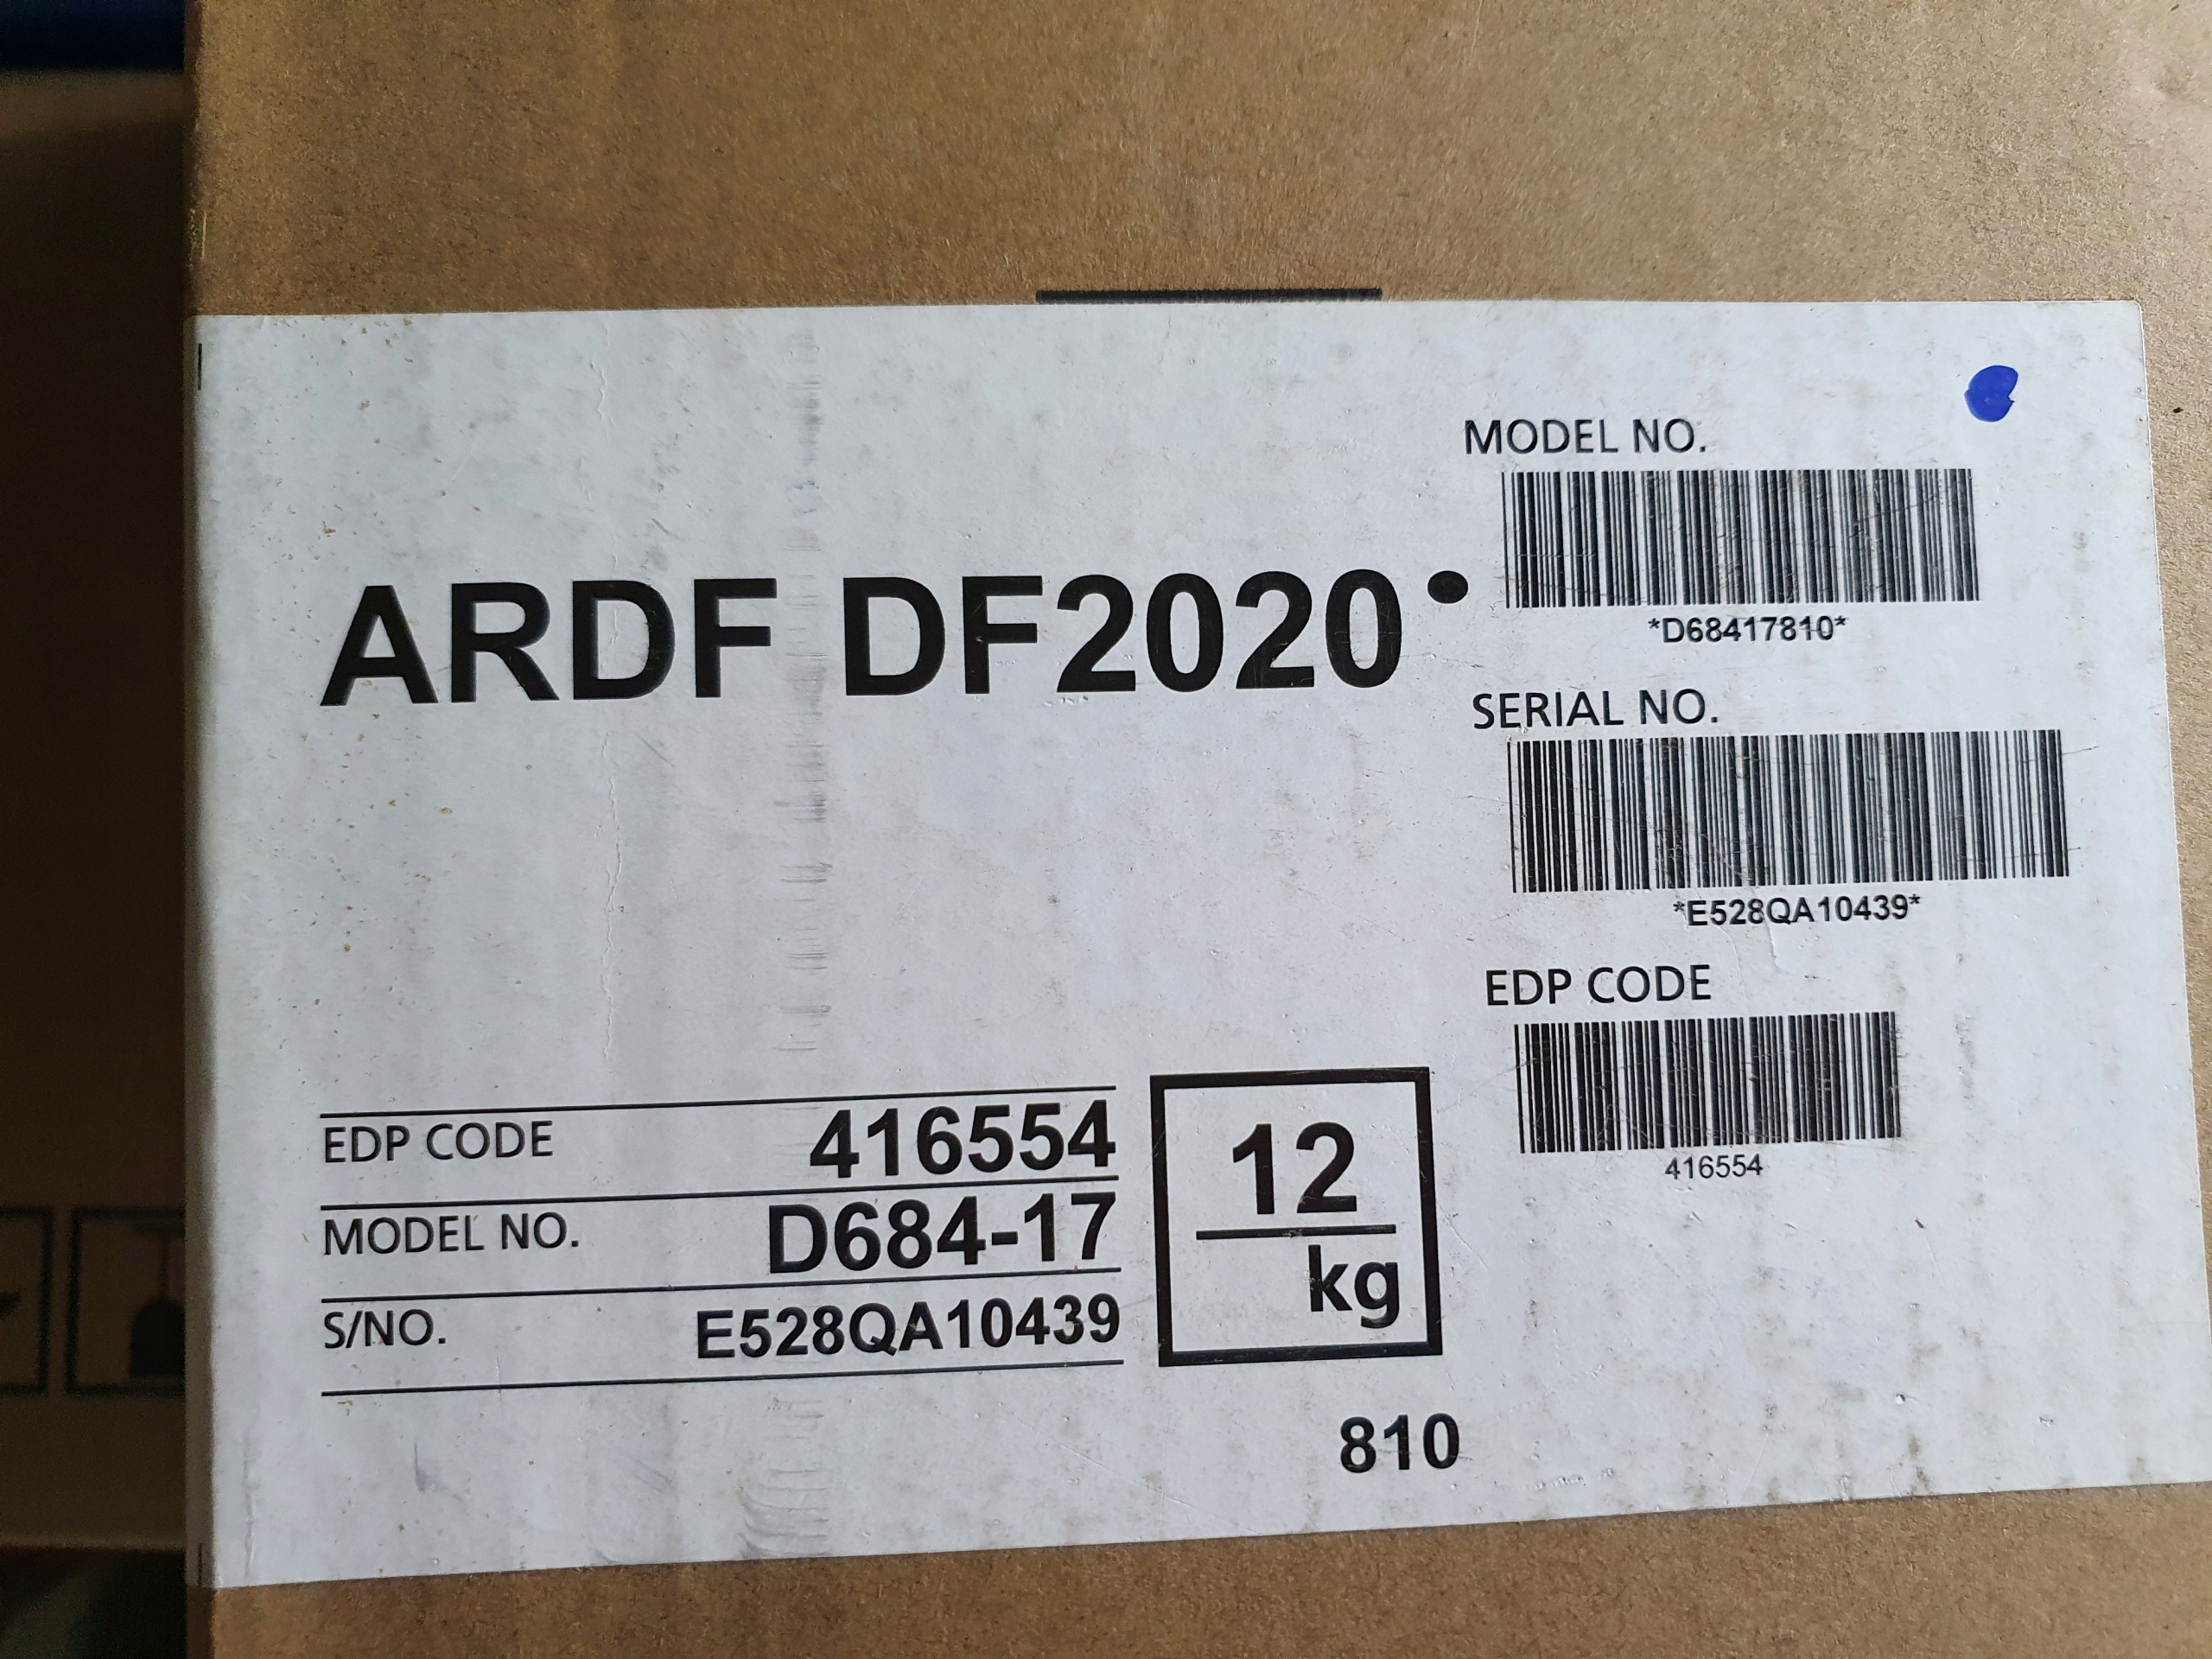 ARDF DF2020•
MODEL NO.
*D68417810*
SERIAL NO.
*E528QA10439*
EDP CODE
416554
EDP CODE 416554
MODEL NO. D684-17
S/NO. E528QA10439
12
kg
810